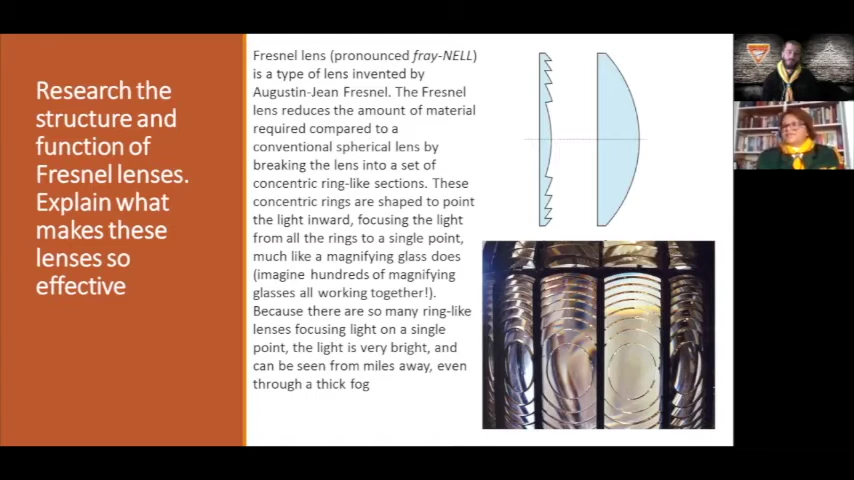 Research the
structure and
function of
Fresnel lenses.
Explain what
makes these
lenses so
effective
Fresnel lens (pronounced fray-NELL)
is a type of lens invented by
Augustin-Jean Fresnel. The Fresnel
lens reduces the amount of material
required compared to a
conventional spherical lens by
breaking the lens into a set of
concentric ring-like sections. These
concentric rings are shaped to point
the light inward, focusing the light
from all the rings to a single point,
much like a magnifying glass does
(imagine hundreds of magnifying
glasses all working together!).
Because there are so many ring-like
lenses focusing light on a single
point, the light is very bright, and
can be seen from miles away, even
through a thick fog